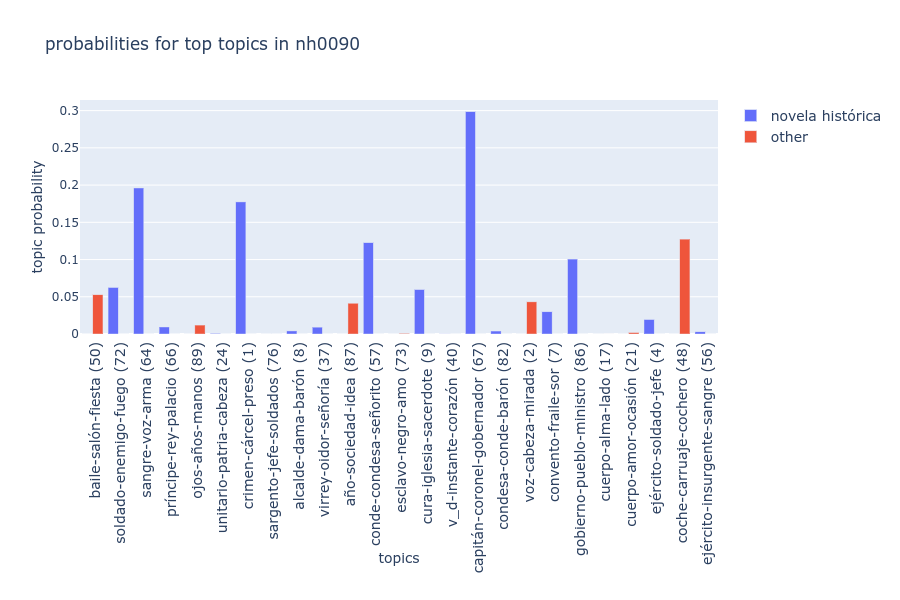 probabilities for top topics in nh0090
novela histórica
other
topic probability
0.3
0.25
0.2
0.15
0.1
0.05
0
baile-salón-fiesta (50)
soldado-enemigo-fuego (72)
sangre-voz-arma (64)
príncipe-rey-palacio (66)
ojos-años-manos (89)
unitario-patria-cabeza (24)
crimen-cárcel-preso (1)
sargento-jefe-soldados (76)
alcalde-dama-barón (8)
virrey-oidor-señoría (37)
año-sociedad-idea (87)
conde-condesa-señorito (57)
esclavo-negro-amo (73)
cura-iglesia-sacerdote (9)
v_d-instante-corazón (40)
capitán-coronel-gobernador (67)
condesa-conde-barón (82)
voz-cabeza-mirada (2)
convento-fraile-sor (7)
gobierno-pueblo-ministro (86)
cuerpo-alma-lado (17)
cuerpo-amor-ocasión (21)
ejército-soldado-jefe (4)
coche-carruaje-cochero (48)
ejército-insurgente-sangre (56)
topics